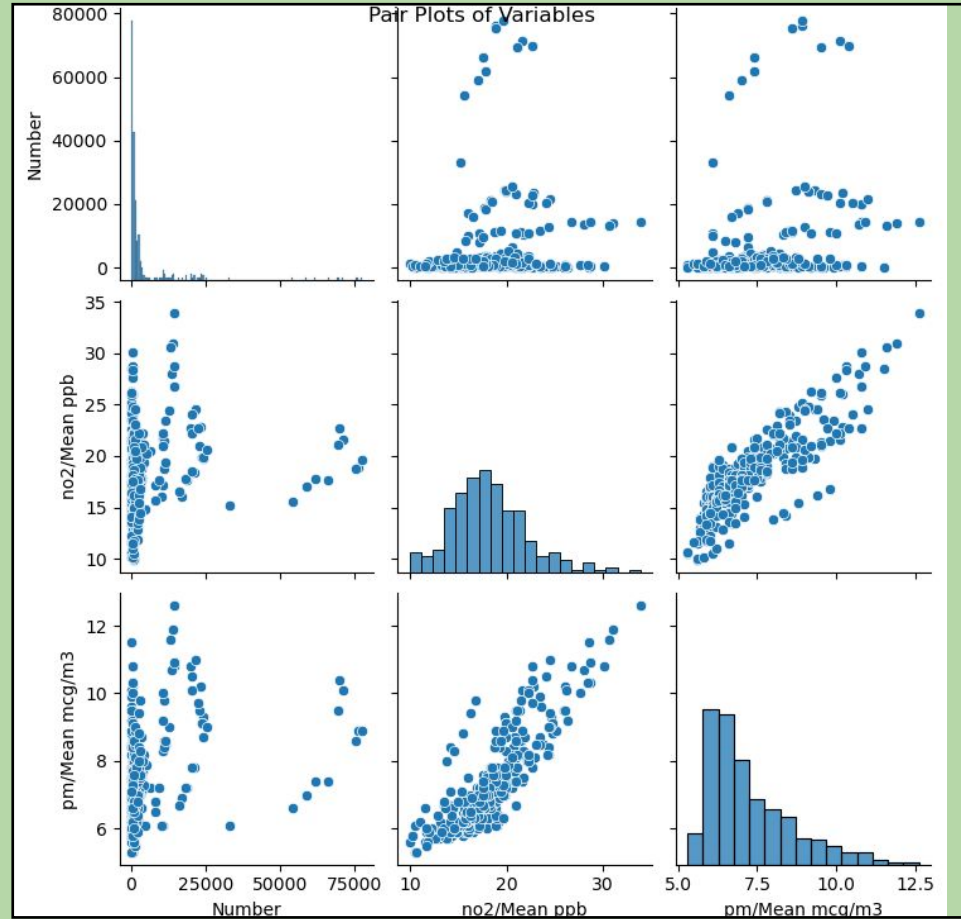 Pair Plots of Variables
80000
60000
40000
20000
0
Number
35
30
25
20
15
10
no2/Mean ppb
12
10
8
6
pm/Mean mcg/m3
0 25000 50000 75000
Number
10 20 30
no2/Mean ppb
5.0 7.5 10.0 12.5
pm/Mean mcg/m3